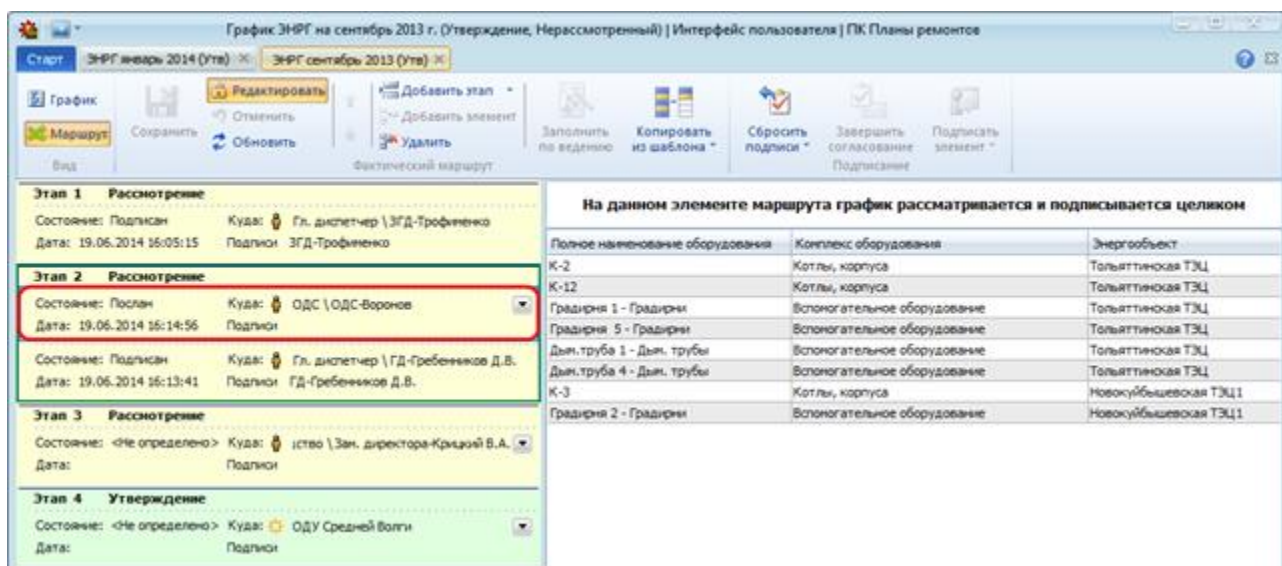 График ЭНРГ на сентябрь 2013 г. (Утверждение, Нерассмотренный) | Интерфейс пользователя | ПК Планы ремонтов
Старт ЭНРГ январь 2014 (Утв) ЭНРГ сентябрь 2013 (Утв)
График
Маршрут
Вид
Сохранить
Редактировать
Отменить
Обновить
Добавить этап
Добавить элемент
Удалить
Фактический маршрут
Заполнить по ведению
Копировать из шаблона
Сбросить подписи
Завершить согласование
Подписать элемент
Подписание
Этап 1 Рассмотрение
Состояние: Подписан Куда: Гл. диспетчер \ЗГД-Трофименко
Дата: 19.06.2014 16:05:15 Подписи ЗГД-Трофименко
Этап 2 Рассмотрение
Состояние: Послан Куда: ОДС \ОДС-Воронов
Дата: 19.06.2014 16:14:56 Подписи
Состояние: Подписан Куда: Гл. диспетчер \ГД-Гребенников Д.В.
Дата: 19.06.2014 16:13:41 Подписи ГД-Гребенников Д.В.
Этап 3 Рассмотрение
Состояние: <Не определено> Куда: ство \Зам. директора-Крицкий В.А.
Дата: Подписи
Этап 4 Утверждение
Состояние: <Не определено> Куда: ОДУ Средней Волги
Дата: Подписи
На данном элементе маршрута график рассматривается и подписывается целиком
Полное наименование оборудования Комплекс оборудования Энергообъект
К-2 Котлы, корпуса Тольяттинская ТЭЦ
К-12 Котлы, корпуса Тольяттинская ТЭЦ
Градирня 1 - Градирни Вспомогательное оборудование Тольяттинская ТЭЦ
Градирня 5 - Градирни Вспомогательное оборудование Тольяттинская ТЭЦ
Дым.труба 1 - Дым. трубы Вспомогательное оборудование Тольяттинская ТЭЦ
Дым.труба 4 - Дым. трубы Вспомогательное оборудование Тольяттинская ТЭЦ
К-3 Котлы, корпуса Новокуйбышевская ТЭЦ1
Градирня 2 - Градирни Вспомогательное оборудование Новокуйбышевская ТЭЦ1